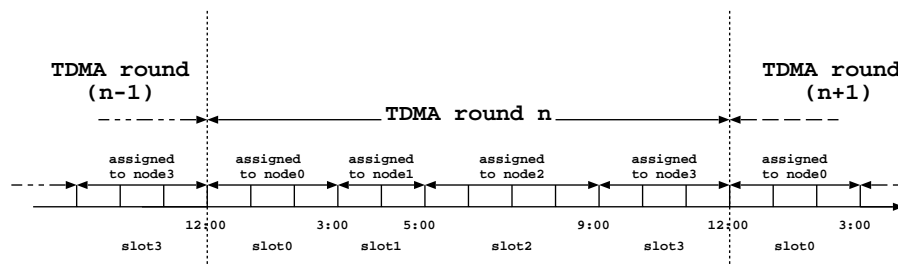 TDMA round
(n-1)
TDMA round n
TDMA round
(n+1)
assigned
to node3
assigned
to node0
assigned
to node1
assigned
to node2
assigned
to node3
assigned
to node0
12:00
3:00
5:00
9:00
12:00
3:00
slot3
slot0
slot1
slot2
slot3
slot0